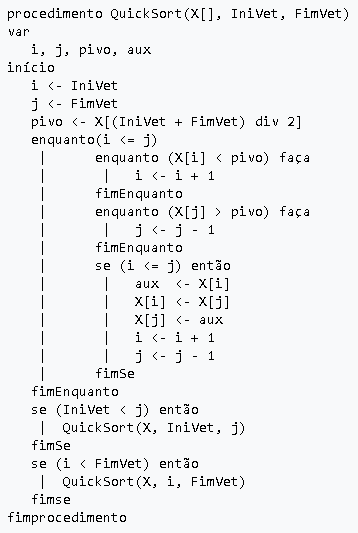 procedimento QuickSort(X[], IniVet, FimVet)
var
   i, j, pivo, aux
início
   i <- IniVet
   j <- FimVet
   pivo <- X[(IniVet + FimVet) div 2]
   enquanto(i <= j)
    |      enquanto (X[i] < pivo) faça
    |       |   i <- i + 1
    |      fimEnquanto
    |      enquanto (X[j] > pivo) faça
    |       |   j <- j - 1
    |      fimEnquanto
    |      se (i <= j) então
    |       |   aux  <- X[i]
    |       |   X[i] <- X[j]
    |       |   X[j] <- aux
    |       |   i <- i + 1
    |       |   j <- j - 1
    |      fimSe
   fimEnquanto
   se (IniVet < j) então
    |  QuickSort(X, IniVet, j)
   fimSe
   se (i < FimVet) então
    |  QuickSort(X, i, FimVet)
   fimse
fimprocedimento